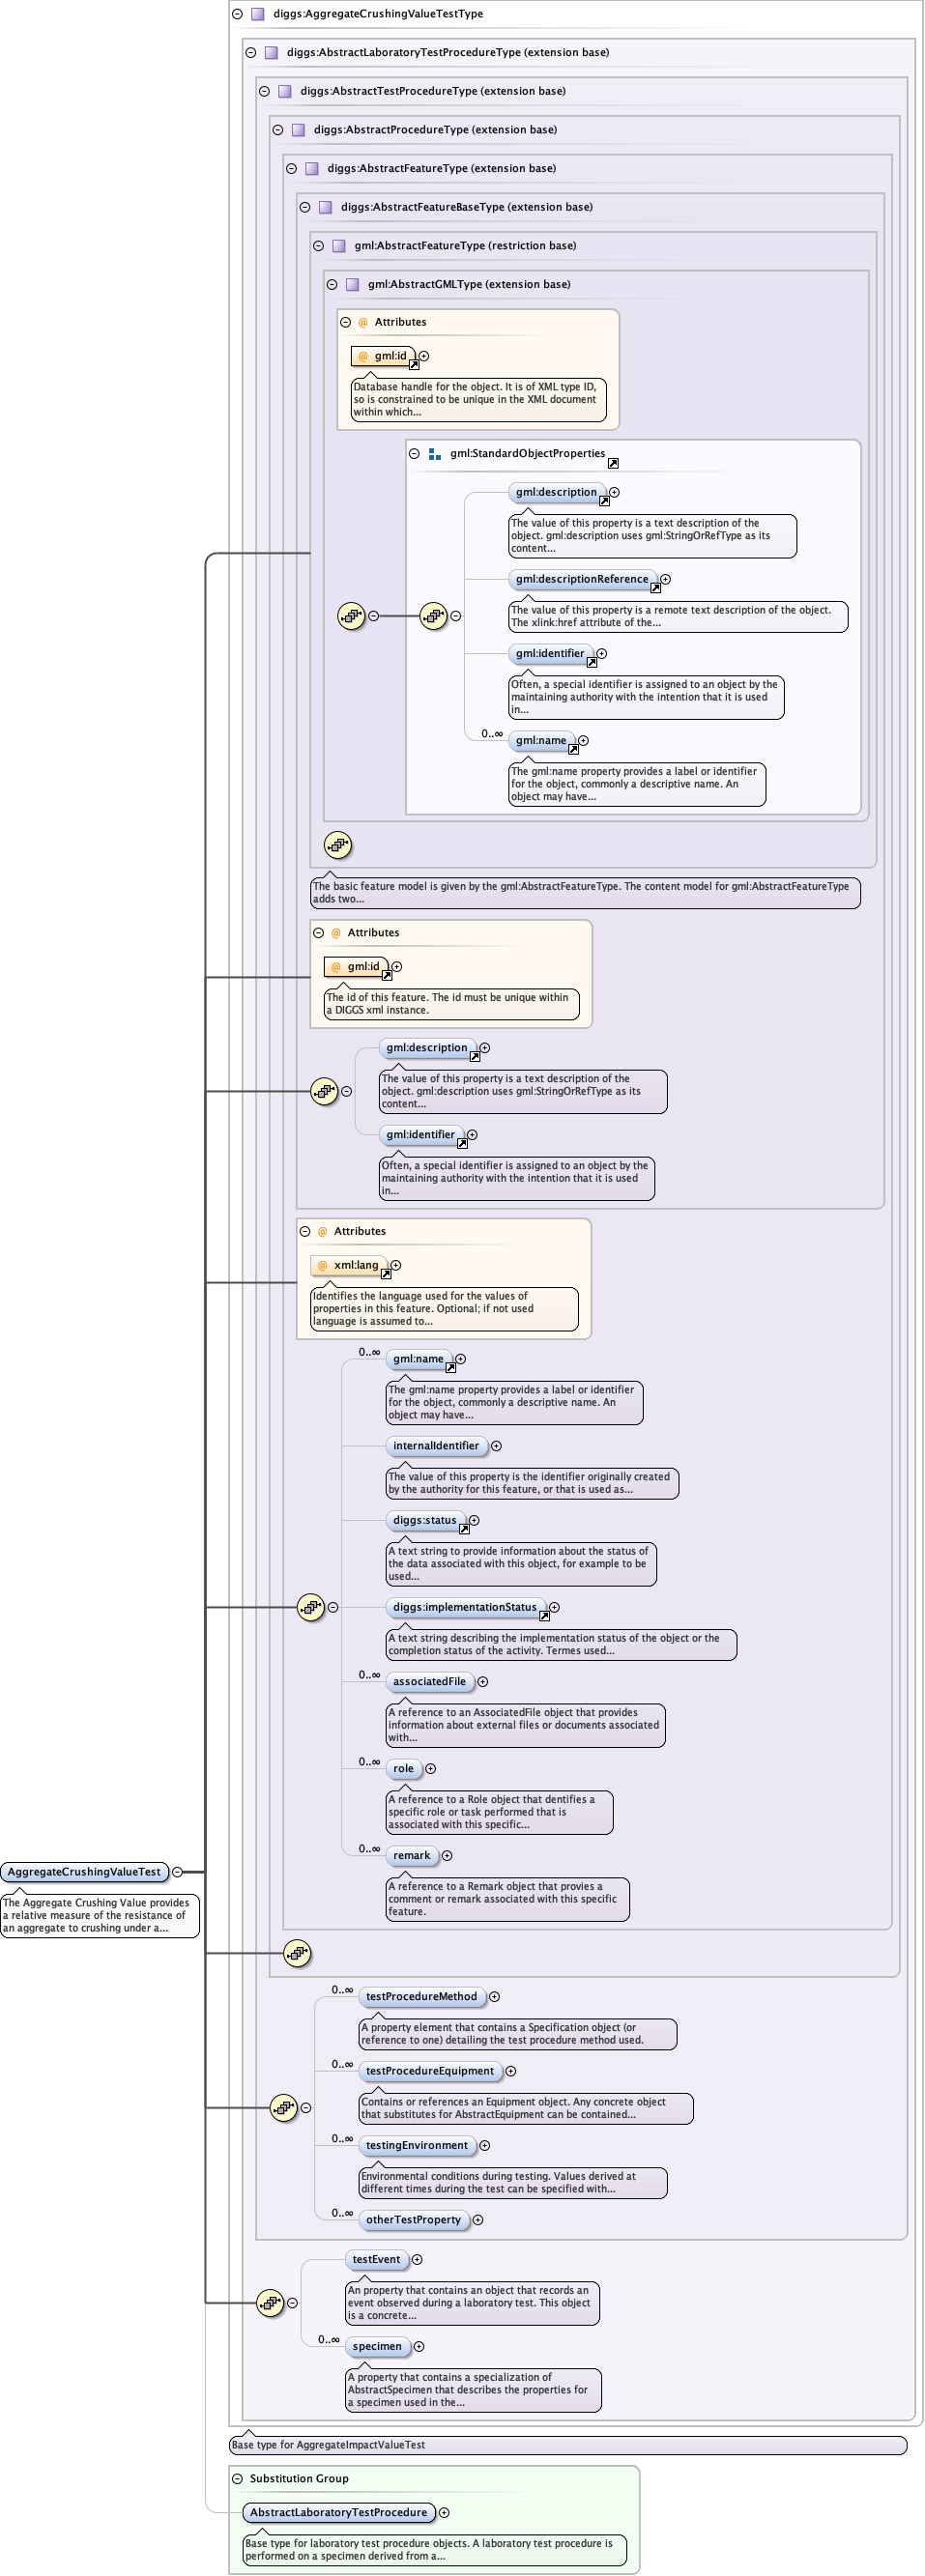 diggs:AggregateCrushingValueTestType
diggs:AbstractLaboratoryTestProcedureType (extension base)
diggs:AbstractTestProcedureType (extension base)
diggs:AbstractProcedureType (extension base)
diggs:AbstractFeatureType (extension base)
diggs:AbstractFeatureBaseType (extension base)
gml:AbstractFeatureType (restriction base)
gml:AbstractGMLType (extension base)
@ Attributes
@ gml:id
Database handle for the object. It is of XML type ID,
so is constrained to be unique in the XML document
within which...
gml:StandardObjectProperties
gml:description
The value of this property is a text description of the
object. gml:description uses gml:StringOrRefType as its
content...
gml:descriptionReference
The value of this property is a remote text description of the object.
The xlink:href attribute of the...
gml:identifier
Often, a special identifier is assigned to an object by the
maintaining authority with the intention that it is used
in...
0..∞
gml:name
The gml:name property provides a label or identifier
for the object, commonly a descriptive name. An
object may have...
The basic feature model is given by the gml:AbstractFeatureType. The content model for gml:AbstractFeatureType
adds two...
@ Attributes
@ gml:id
The id of this feature. The id must be unique within
a DIGGS xml instance.
gml:description
The value of this property is a text description of the
object. gml:description uses gml:StringOrRefType as its
content...
gml:identifier
Often, a special identifier is assigned to an object by the
maintaining authority with the intention that it is used
in...
@ Attributes
@ xml:lang
Identifies the language used for the values of
properties in this feature. Optional; if not used
language is assumed to...
0..∞
gml:name
The gml:name property provides a label or identifier
for the object, commonly a descriptive name. An
object may have...
internalIdentifier
The value of this property is the identifier originally created
by the authority for this feature, or that is used as...
diggs:status
A text string to provide information about the status of
the data associated with this object, for example to be
used...
diggs:implementationStatus
A text string describing the implementation status of the object or the
completion status of the activity. Termes used...
0..∞
associatedFile
A reference to an AssociatedFile object that provides
information about external files or documents associated
with...
0..∞
role
A reference to a Role object that dentifies a
specific role or task performed that is
associated with this specific...
0..∞
remark
A reference to a Remark object that provies a
comment or remark associated with this specific
feature.
AggregateCrushingValueTest
The Aggregate Crushing Value provides
a relative measure of the resistance of
an aggregate to crushing under a...
0..∞
testProcedureMethod
A property element that contains a Specification object (or
reference to one) detailing the test procedure method used.
0..∞
testProcedureEquipment
Contains or references an Equipment object. Any concrete object
that substitutes for AbstractEquipment can be contained...
0..∞
testingEnvironment
Environmental conditions during testing. Values derived at
different times during the test can be specified with...
0..∞
otherTestProperty
testEvent
An property that contains an object that records an
event observed during a laboratory test. This object
is a concrete...
0..∞
specimen
A property that contains a specialization of
AbstractSpecimen that describes the properties for
a specimen used in the...
Base type for AggregateImpactValueTest
Substitution Group
AbstractLaboratoryTestProcedure
Base type for laboratory test procedure objects. A laboratory test procedure is
performed on a specimen derived from a...